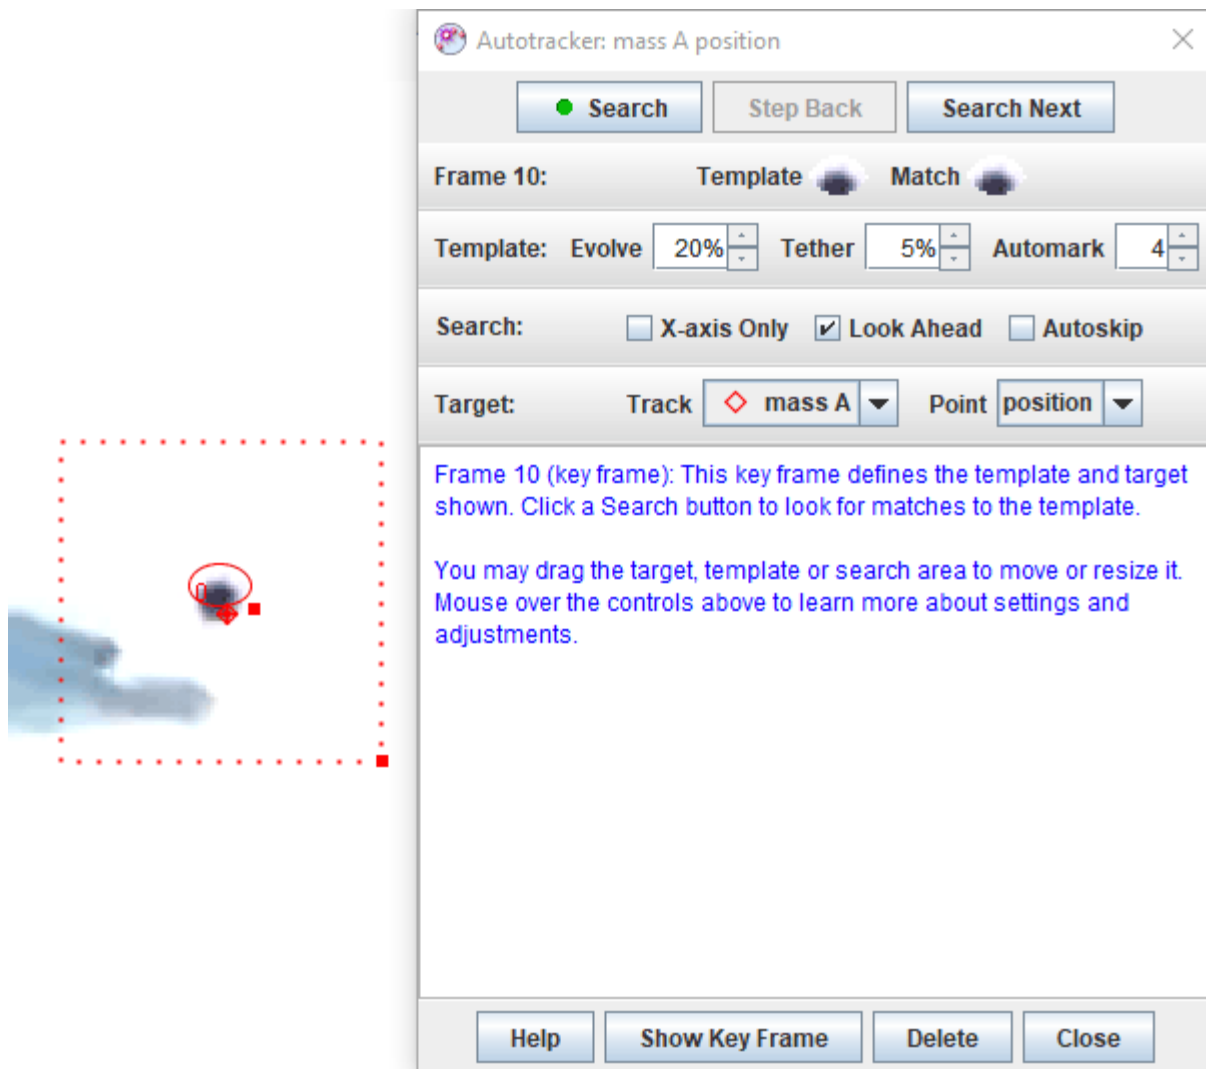 Autotracker: mass A position
Search Step Back Search Next
Frame 10: Template Match
Template: Evolve 20% Tether 5% Automark 4
Search: X-axis Only Look Ahead Autoskip
Target: Track mass A Point position
Frame 10 (key frame): This key frame defines the template and target
shown. Click a Search button to look for matches to the template.
You may drag the target, template or search area to move or resize it.
Mouse over the controls above to learn more about settings and
adjustments.
0
Help Show Key Frame Delete Close